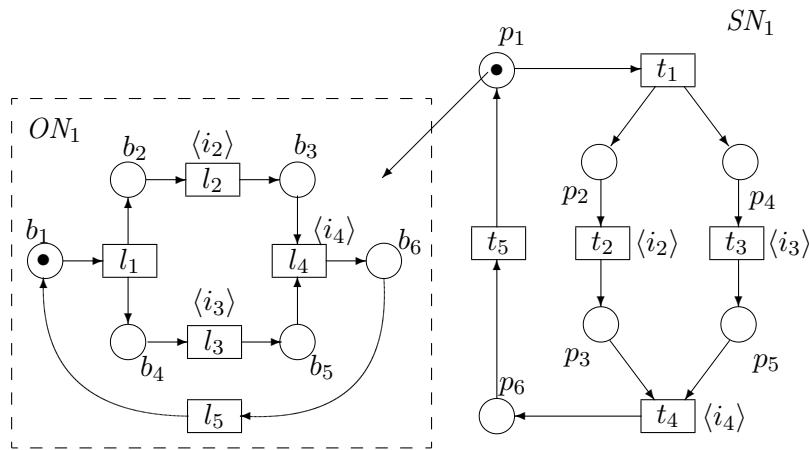 p₁ SN₁
t₁
ON₁
b₂ ⟨i₂⟩ b₃
l₂
p₂ p₄
b₁ ⟨i₄⟩ b₆
l₁ l₄ t₅ t₂ ⟨i₂⟩ t₃ ⟨i₃⟩
⟨i₃⟩
l₃
b₄ b₅ p₃ p₅
p₆
l₅ t₄ ⟨i₄⟩